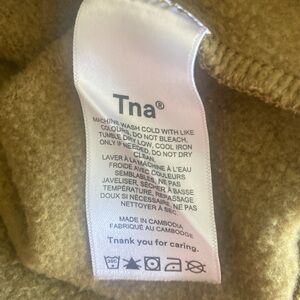 Tna®
MACHINE WASH COLD WITH LIKE
COLOURS, DO NOT BLEACH,
TUMBLE DRY LOW, COOL IRON
ONLY IF NEEDED, DO NOT DRY
CLEAN.
LAVER À LA MACHINE À L'EAU
FROIDE AVEC COULEURS
SEMBLABLES, NE PAS
JAVELISER, SÉCHER À BASSE
TEMPÉRATURE, REPASSAGE
DOUX SI NÉCESSAIRE, NE PAS
NETTOYER À SEC.
MADE IN CAMBODIA
FABRIQUÉ AU CAMBODGE
Tnank you for caring.